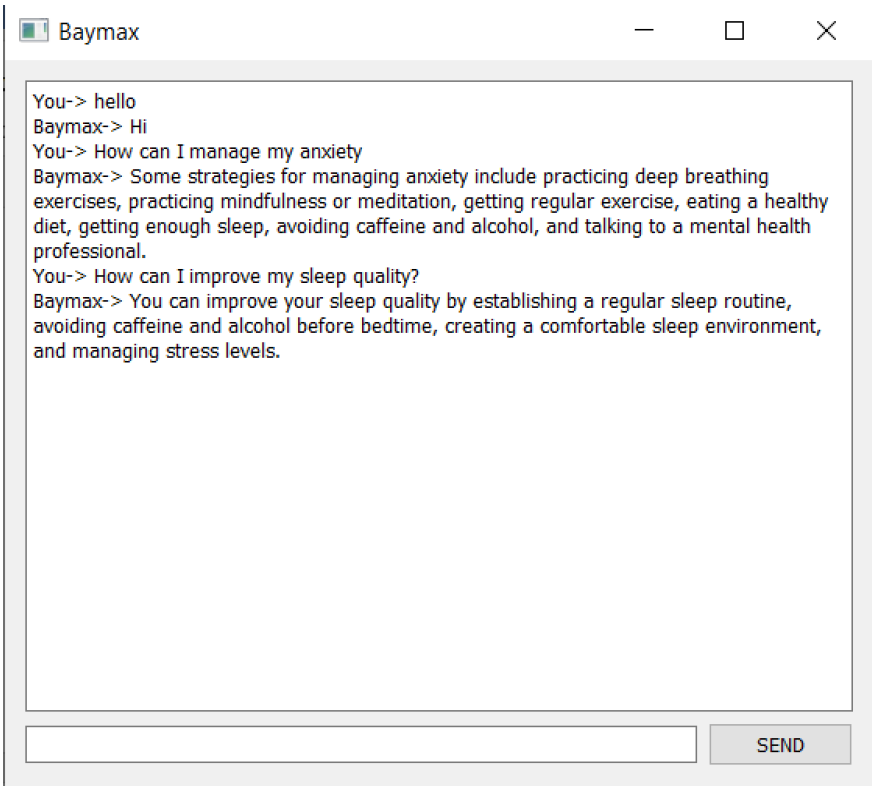 Baymax
You-> hello
Baymax-> Hi
You-> How can I manage my anxiety
Baymax-> Some strategies for managing anxiety include practicing deep breathing
exercises, practicing mindfulness or meditation, getting regular exercise, eating a healthy
diet, getting enough sleep, avoiding caffeine and alcohol, and talking to a mental health
professional.
You-> How can I improve my sleep quality?
Baymax-> You can improve your sleep quality by establishing a regular sleep routine,
avoiding caffeine and alcohol before bedtime, creating a comfortable sleep environment,
and managing stress levels.
SEND